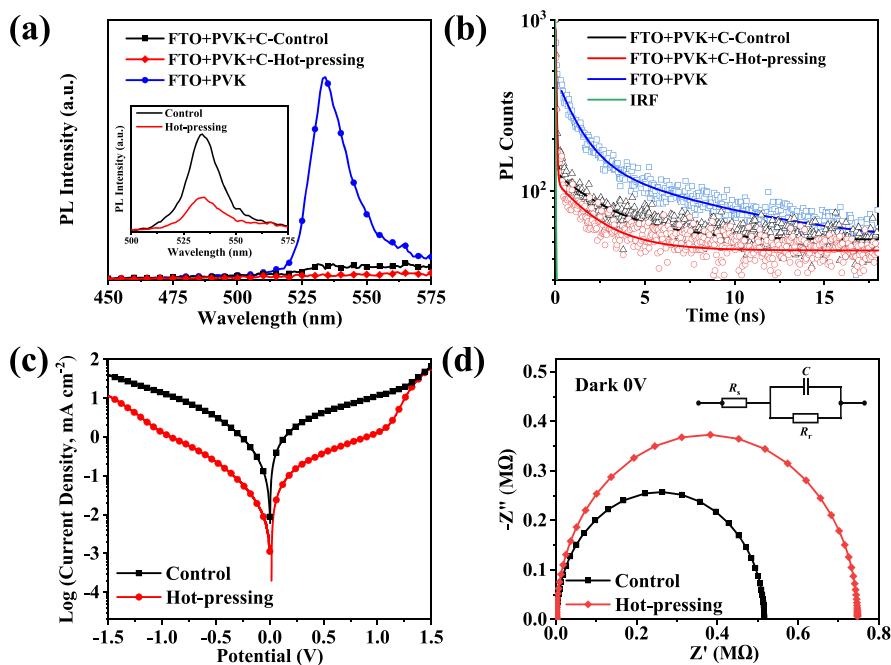 (a)
FTO+PVK+C-Control
FTO+PVK+C-Hot-pressing
FTO+PVK
PL Intensity (a.u.)
Control
Hot-pressing
PL Intensity (a.u.)
500 525 550 575
Wavelength (nm)
450 475 500 525 550 575
Wavelength (nm)
(b)
FTO+PVK+C-Control
FTO+PVK+C-Hot-pressing
FTO+PVK
IRF
PL Counts
10²
0 5 10 15
Time (ns)
(c)
Log (Current Density, mA cm⁻²)
2
1
0
-1
-2
-3
-4
Control
Hot-pressing
-1.5 -1.0 -0.5 0.0 0.5 1.0 1.5
Potential (V)
(d)
Dark 0V
C
Rs
Rr
-Z'' (MΩ)
-0.5
0.4
0.3
0.2
0.1
0.0
Control
Hot-pressing
0.0 0.2 0.4 0.6 0.8
Z' (MΩ)